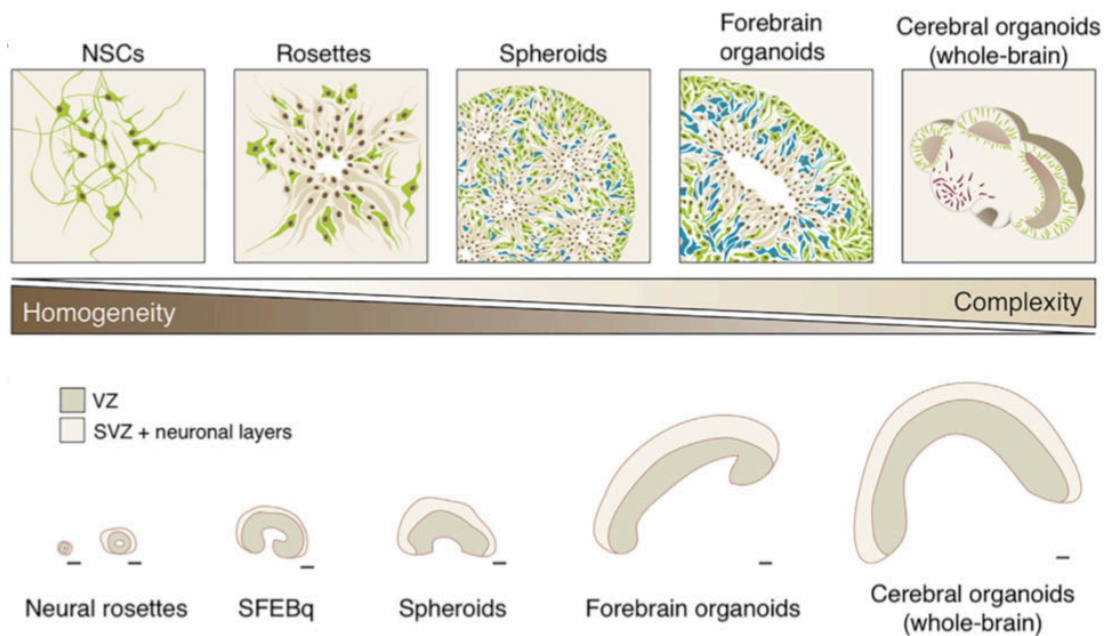 NSCs
Rosettes
Spheroids
Forebrain
organoids
Cerebral organoids
(whole-brain)
Homogeneity
Complexity
VZ
SVZ + neuronal layers
Neural rosettes
SFEBq
Spheroids
Forebrain organoids
Cerebral organoids
(whole-brain)